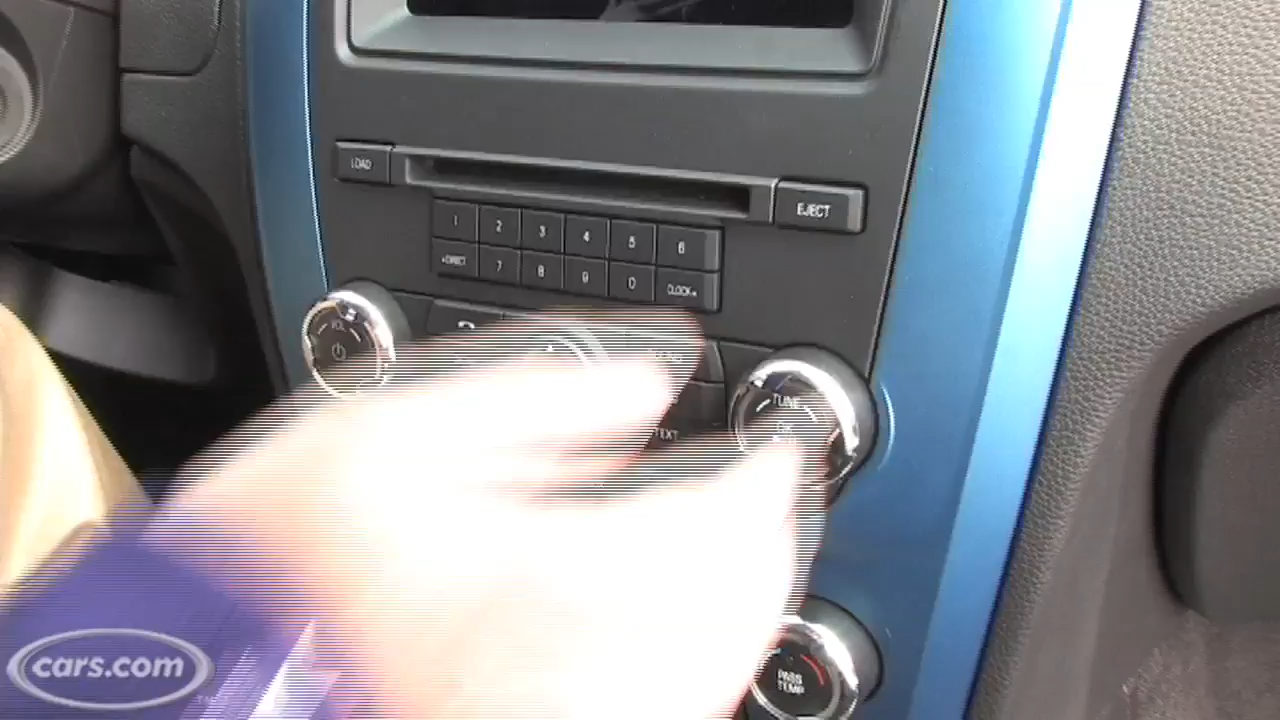 LOAD
EJECT
1 2 3 4 5 6
+DIRECT 7 8 9 0 CLOCK
VOL
TUNE
TEXT
PASS
TEMP
cars.com